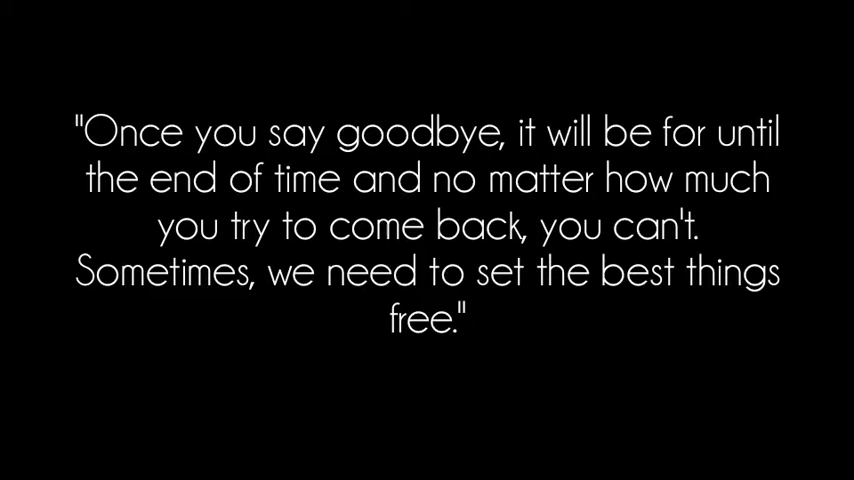 "Once you say goodbye, it will be for until
the end of time and no matter how much
you try to come back, you can't.
Sometimes, we need to set the best things
free."